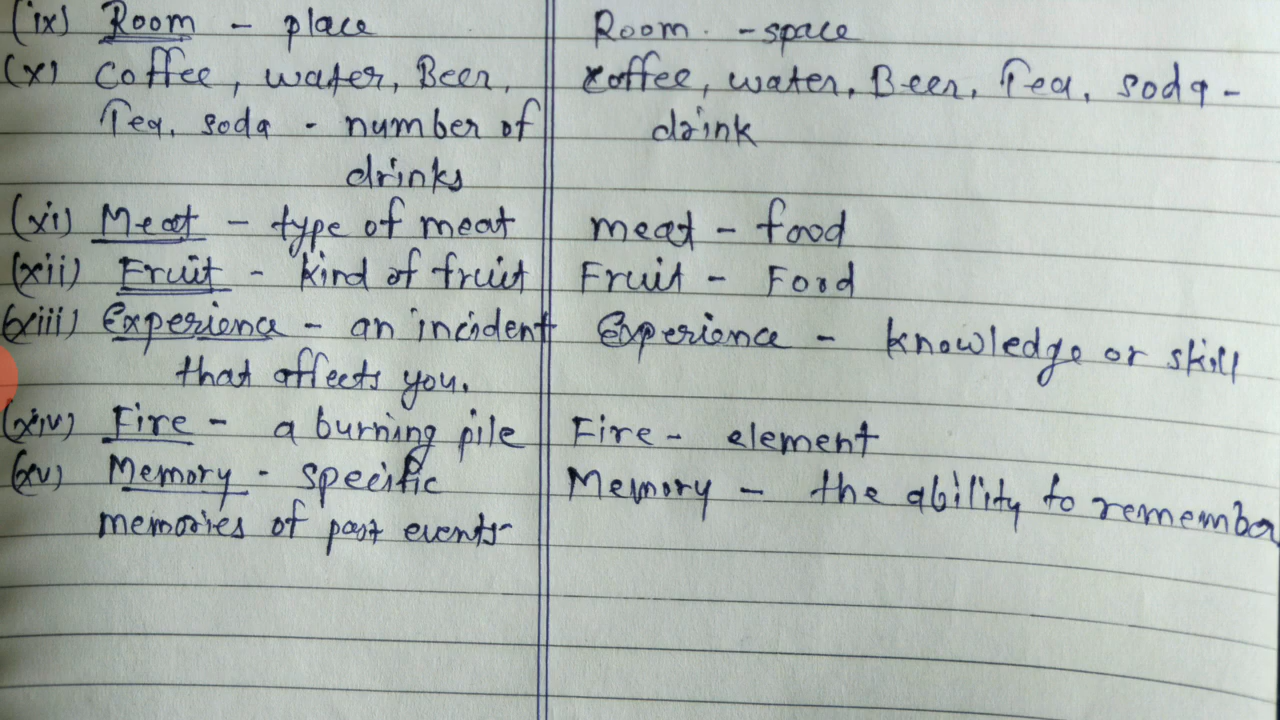 (ix) Room - place
Room. - space
(x) Coffee, water, Beer,
coffee, water, Beer, Tea, soda -
Tea, soda - number of
drink
drinks
(xi) Meat - type of meat
meat - food
(xii) Fruit - kind of fruit
Fruit - Food
(xiii) Experience - an incident
Experience - knowledge or skill
that affects you.
(xiv) Fire - a burning pile
Fire - element
(xv) Memory - specific
Memory - the ability to remember
memories of past events-